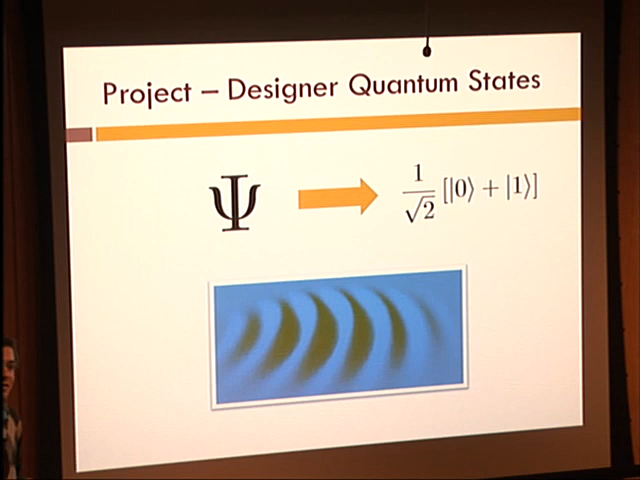 Project – Designer Quantum States
Ψ
1/√2 [|0⟩ + |1⟩]